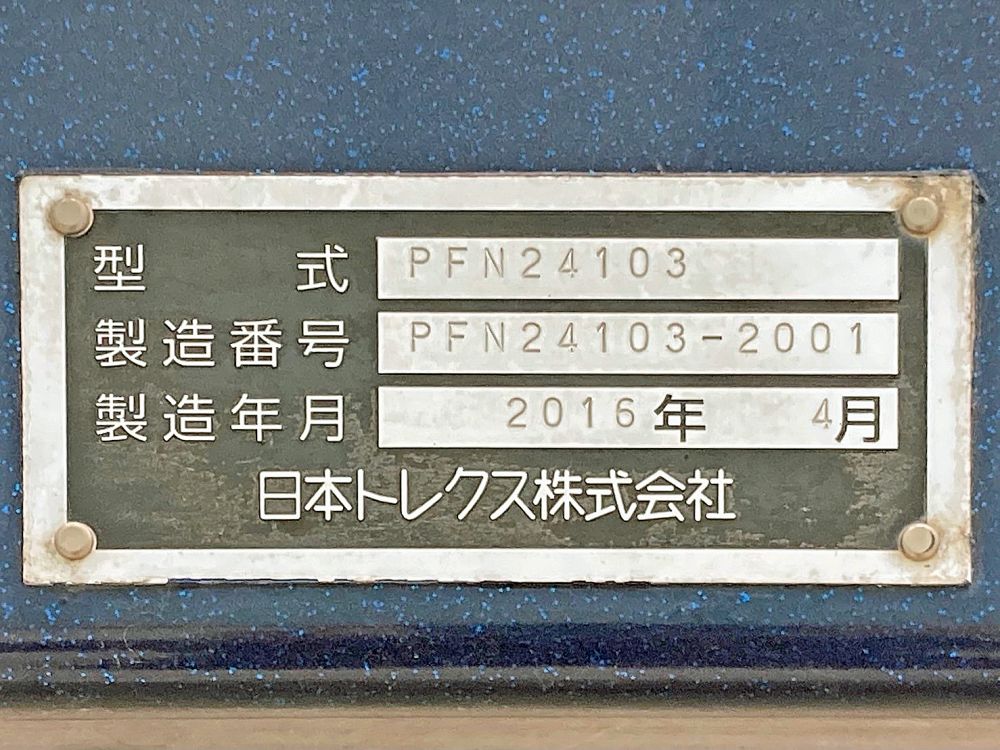 型式 PFN24103
製造番号 PFN24103-2001
製造年月 2016年 4月
日本トレクス株式会社